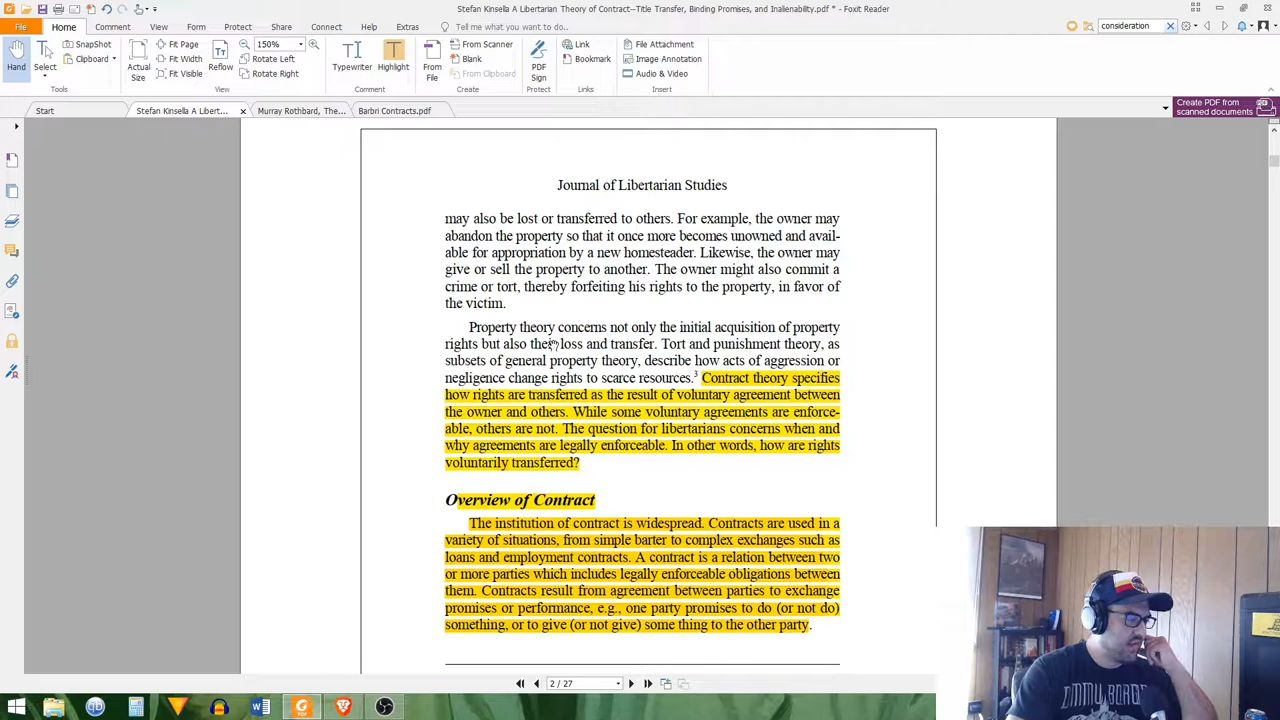 Stefan Kinsella A Libertarian Theory of Contract--Title Transfer, Binding Promises, and Inalienability.pdf * - Foxit Reader
File
Home
Comment
View
Form
Protect
Share
Connect
Help
Extras
Tell me what you want to do...
consideration
Hand
Select
SnapShot
Clipboard
Tools
Actual Size
Fit Page
Fit Width
Fit Visible
Reflow
150%
Rotate Left
Rotate Right
View
Typewriter
Highlight
Comment
From File
From Scanner
Blank
From Clipboard
Create
PDF Sign
Protect
Link
Bookmark
Links
File Attachment
Image Annotation
Audio & Video
Insert
Start
Stefan Kinsella A Libert...
Murray Rothbard, The...
Barbri Contracts.pdf
Create PDF from
scanned documents
Journal of Libertarian Studies
may also be lost or transferred to others. For example, the owner may
abandon the property so that it once more becomes unowned and avail-
able for appropriation by a new homesteader. Likewise, the owner may
give or sell the property to another. The owner might also commit a
crime or tort, thereby forfeiting his rights to the property, in favor of
the victim.
Property theory concerns not only the initial acquisition of property
rights but also their loss and transfer. Tort and punishment theory, as
subsets of general property theory, describe how acts of aggression or
negligence change rights to scarce resources.3 Contract theory specifies
how rights are transferred as the result of voluntary agreement between
the owner and others. While some voluntary agreements are enforce-
able, others are not. The question for libertarians concerns when and
why agreements are legally enforceable. In other words, how are rights
voluntarily transferred?
Overview of Contract
The institution of contract is widespread. Contracts are used in a
variety of situations, from simple barter to complex exchanges such as
loans and employment contracts. A contract is a relation between two
or more parties which includes legally enforceable obligations between
them. Contracts result from agreement between parties to exchange
promises or performance, e.g., one party promises to do (or not do)
something, or to give (or not give) some thing to the other party.
2 / 27